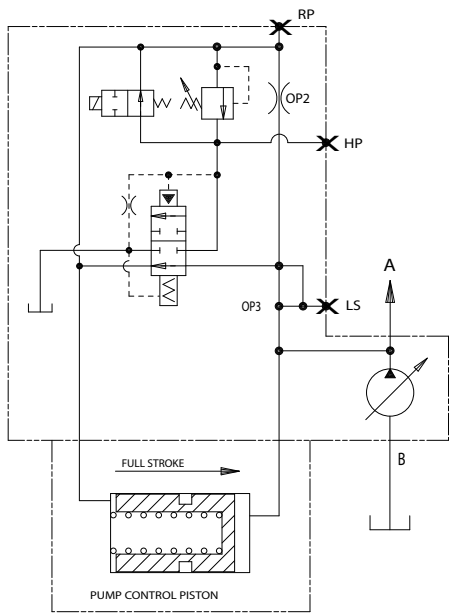 RP
OP2
HP
A
OP3
LS
B
FULL STROKE
PUMP CONTROL PISTON